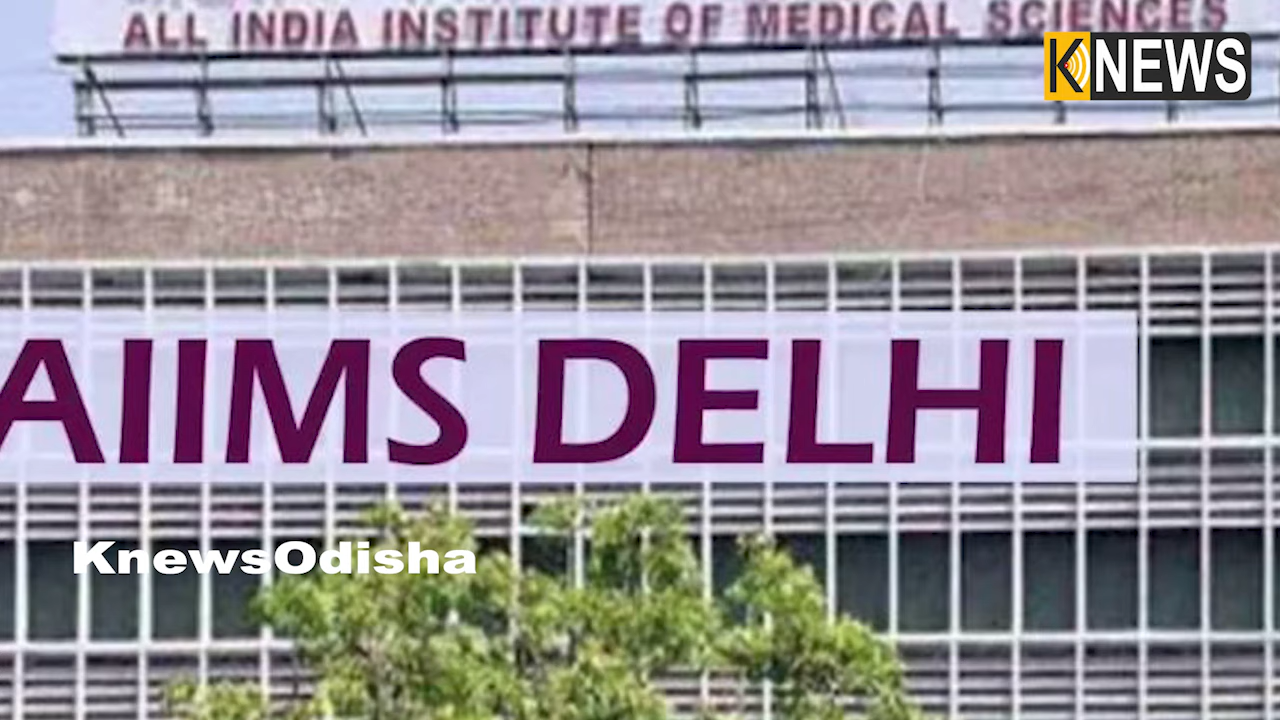 ALL INDIA INSTITUTE OF MEDICAL SCIENCES
KNEWS
AIIMS DELHI
KnewsOdisha